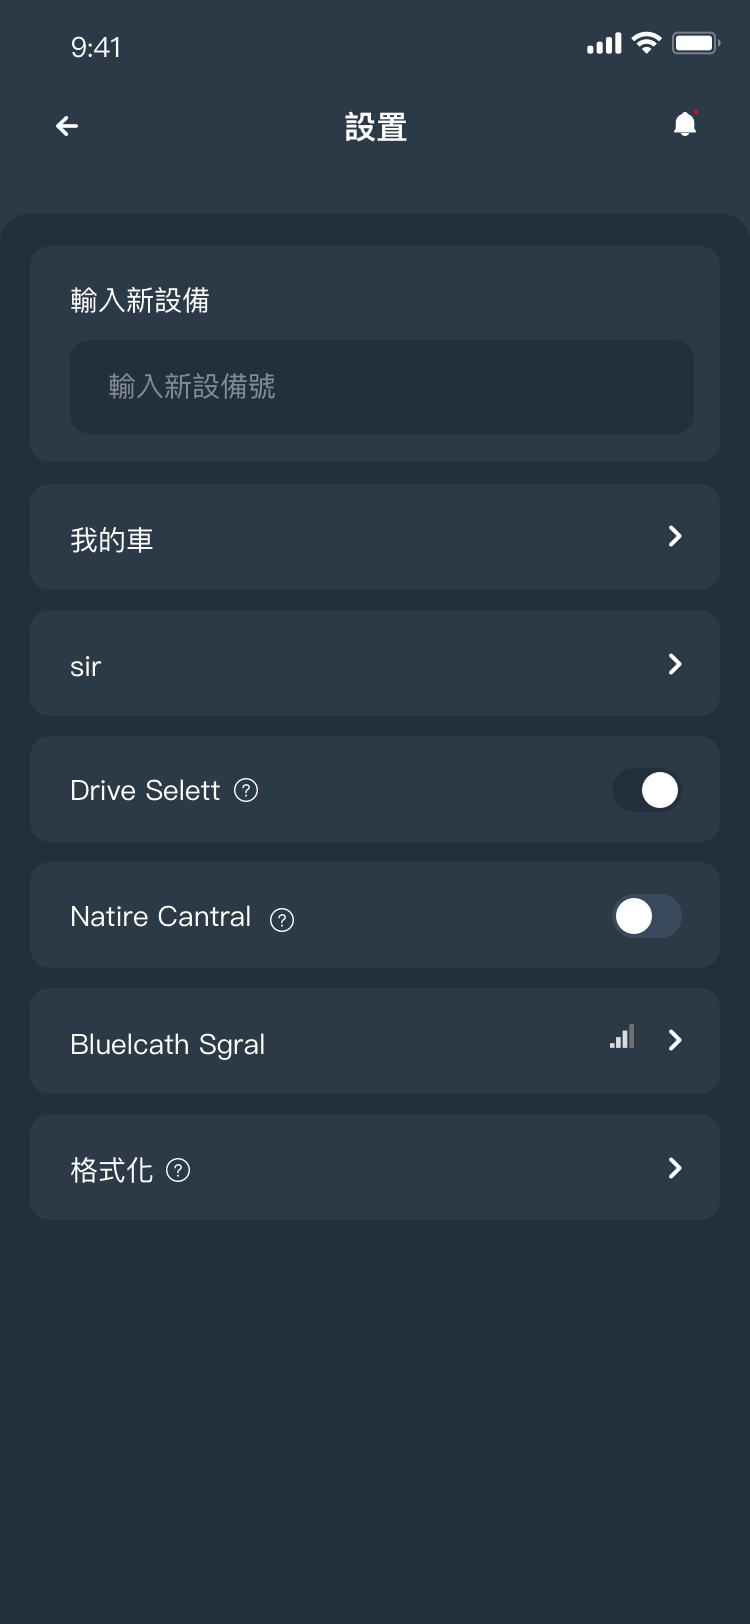 9:41
設置
輸入新設備
輸入新設備號
我的車
sir
Drive Selett ?
Natire Cantral ?
Bluelcath Sgral
格式化 ?